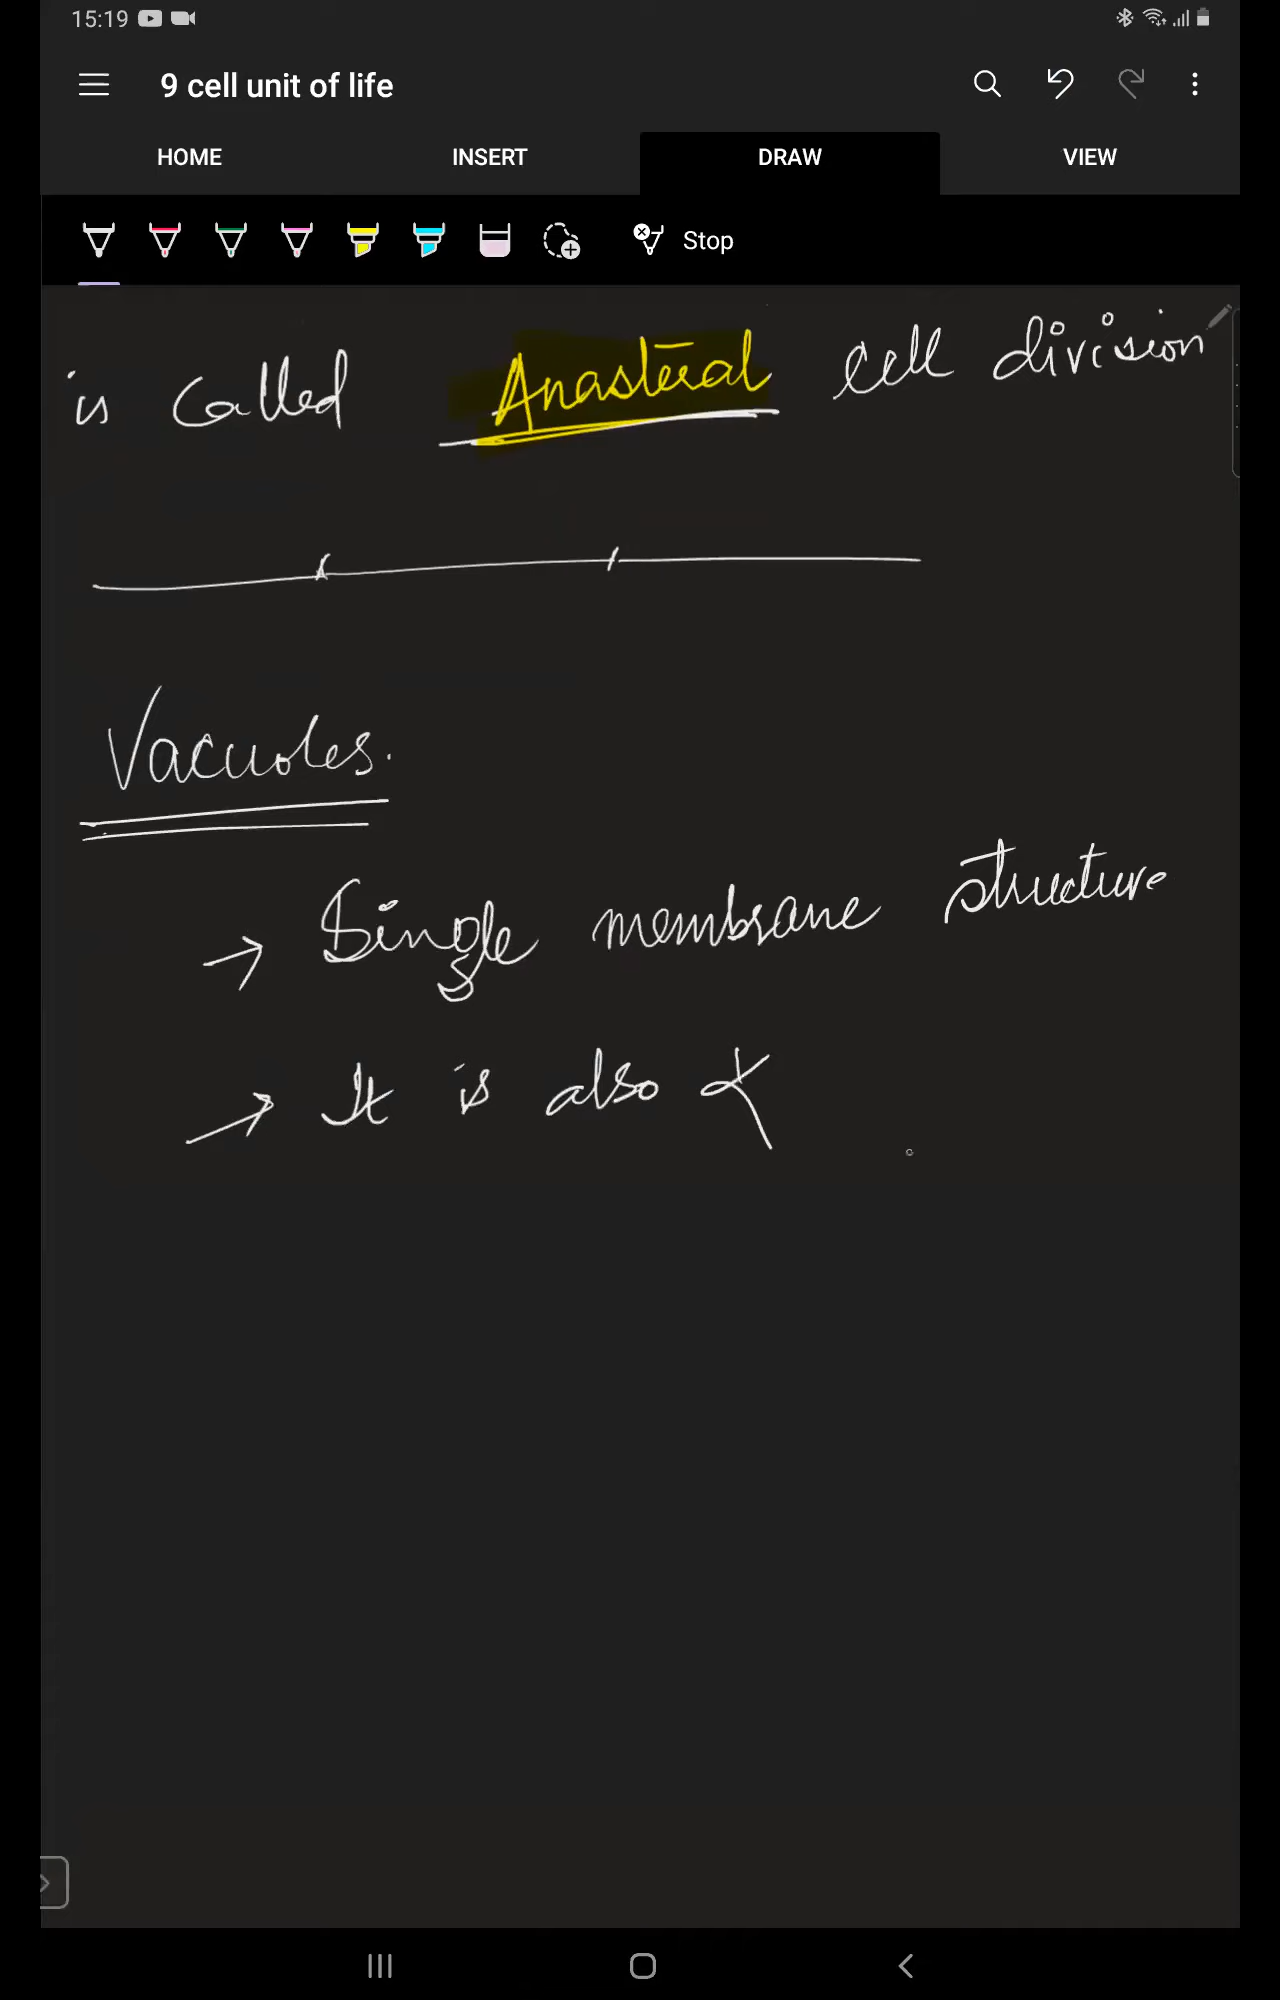 15:19
9 cell unit of life
HOME INSERT DRAW VIEW
Stop
is called Anasteral cell division
Vacuoles.
→ Single membrane structure
→ It is also